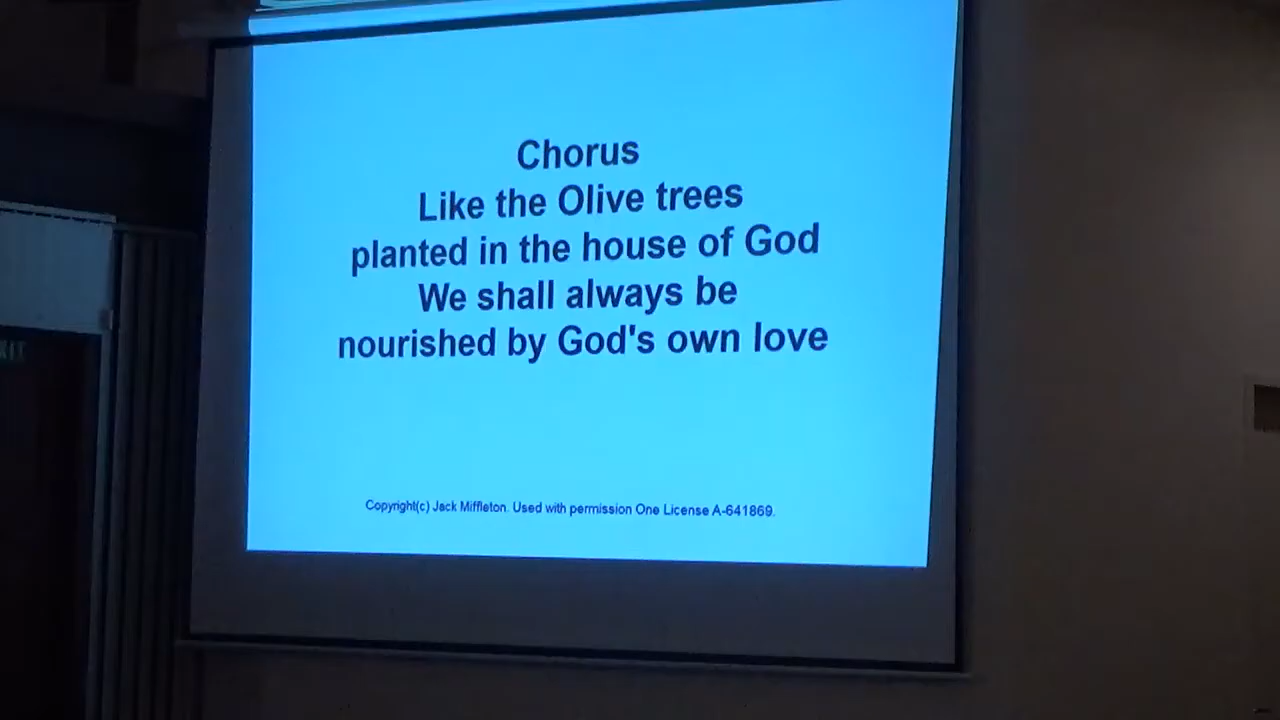 Chorus
Like the Olive trees
planted in the house of God
We shall always be
nourished by God's own love
Copyright(c) Jack Miffleton. Used with permission One License A-641869.